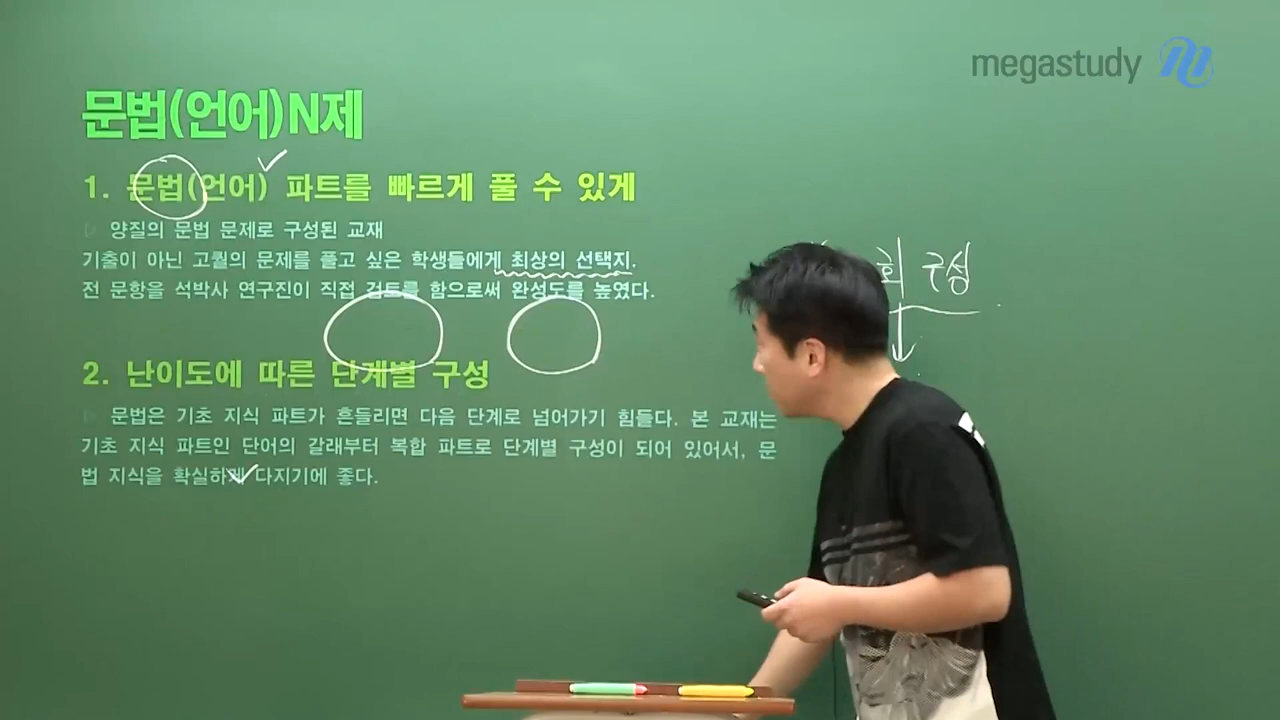 megastudy
문법(언어)N제
1. 문법(언어) 파트를 빠르게 풀 수 있게
▷ 양질의 문법 문제로 구성된 교재
기출이 아닌 고퀄의 문제를 풀고 싶은 학생들에게 최상의 선택지.
전 문항을 석박사 연구진이 직접 검토를 함으로써 완성도를 높였다.
회 구성
2. 난이도에 따른 단계별 구성
▷ 문법은 기초 지식 파트가 흔들리면 다음 단계로 넘어가기 힘들다. 본 교재는
기초 지식 파트인 단어의 갈래부터 복합 파트로 단계별 구성이 되어 있어서, 문
법 지식을 확실하게 다지기에 좋다.